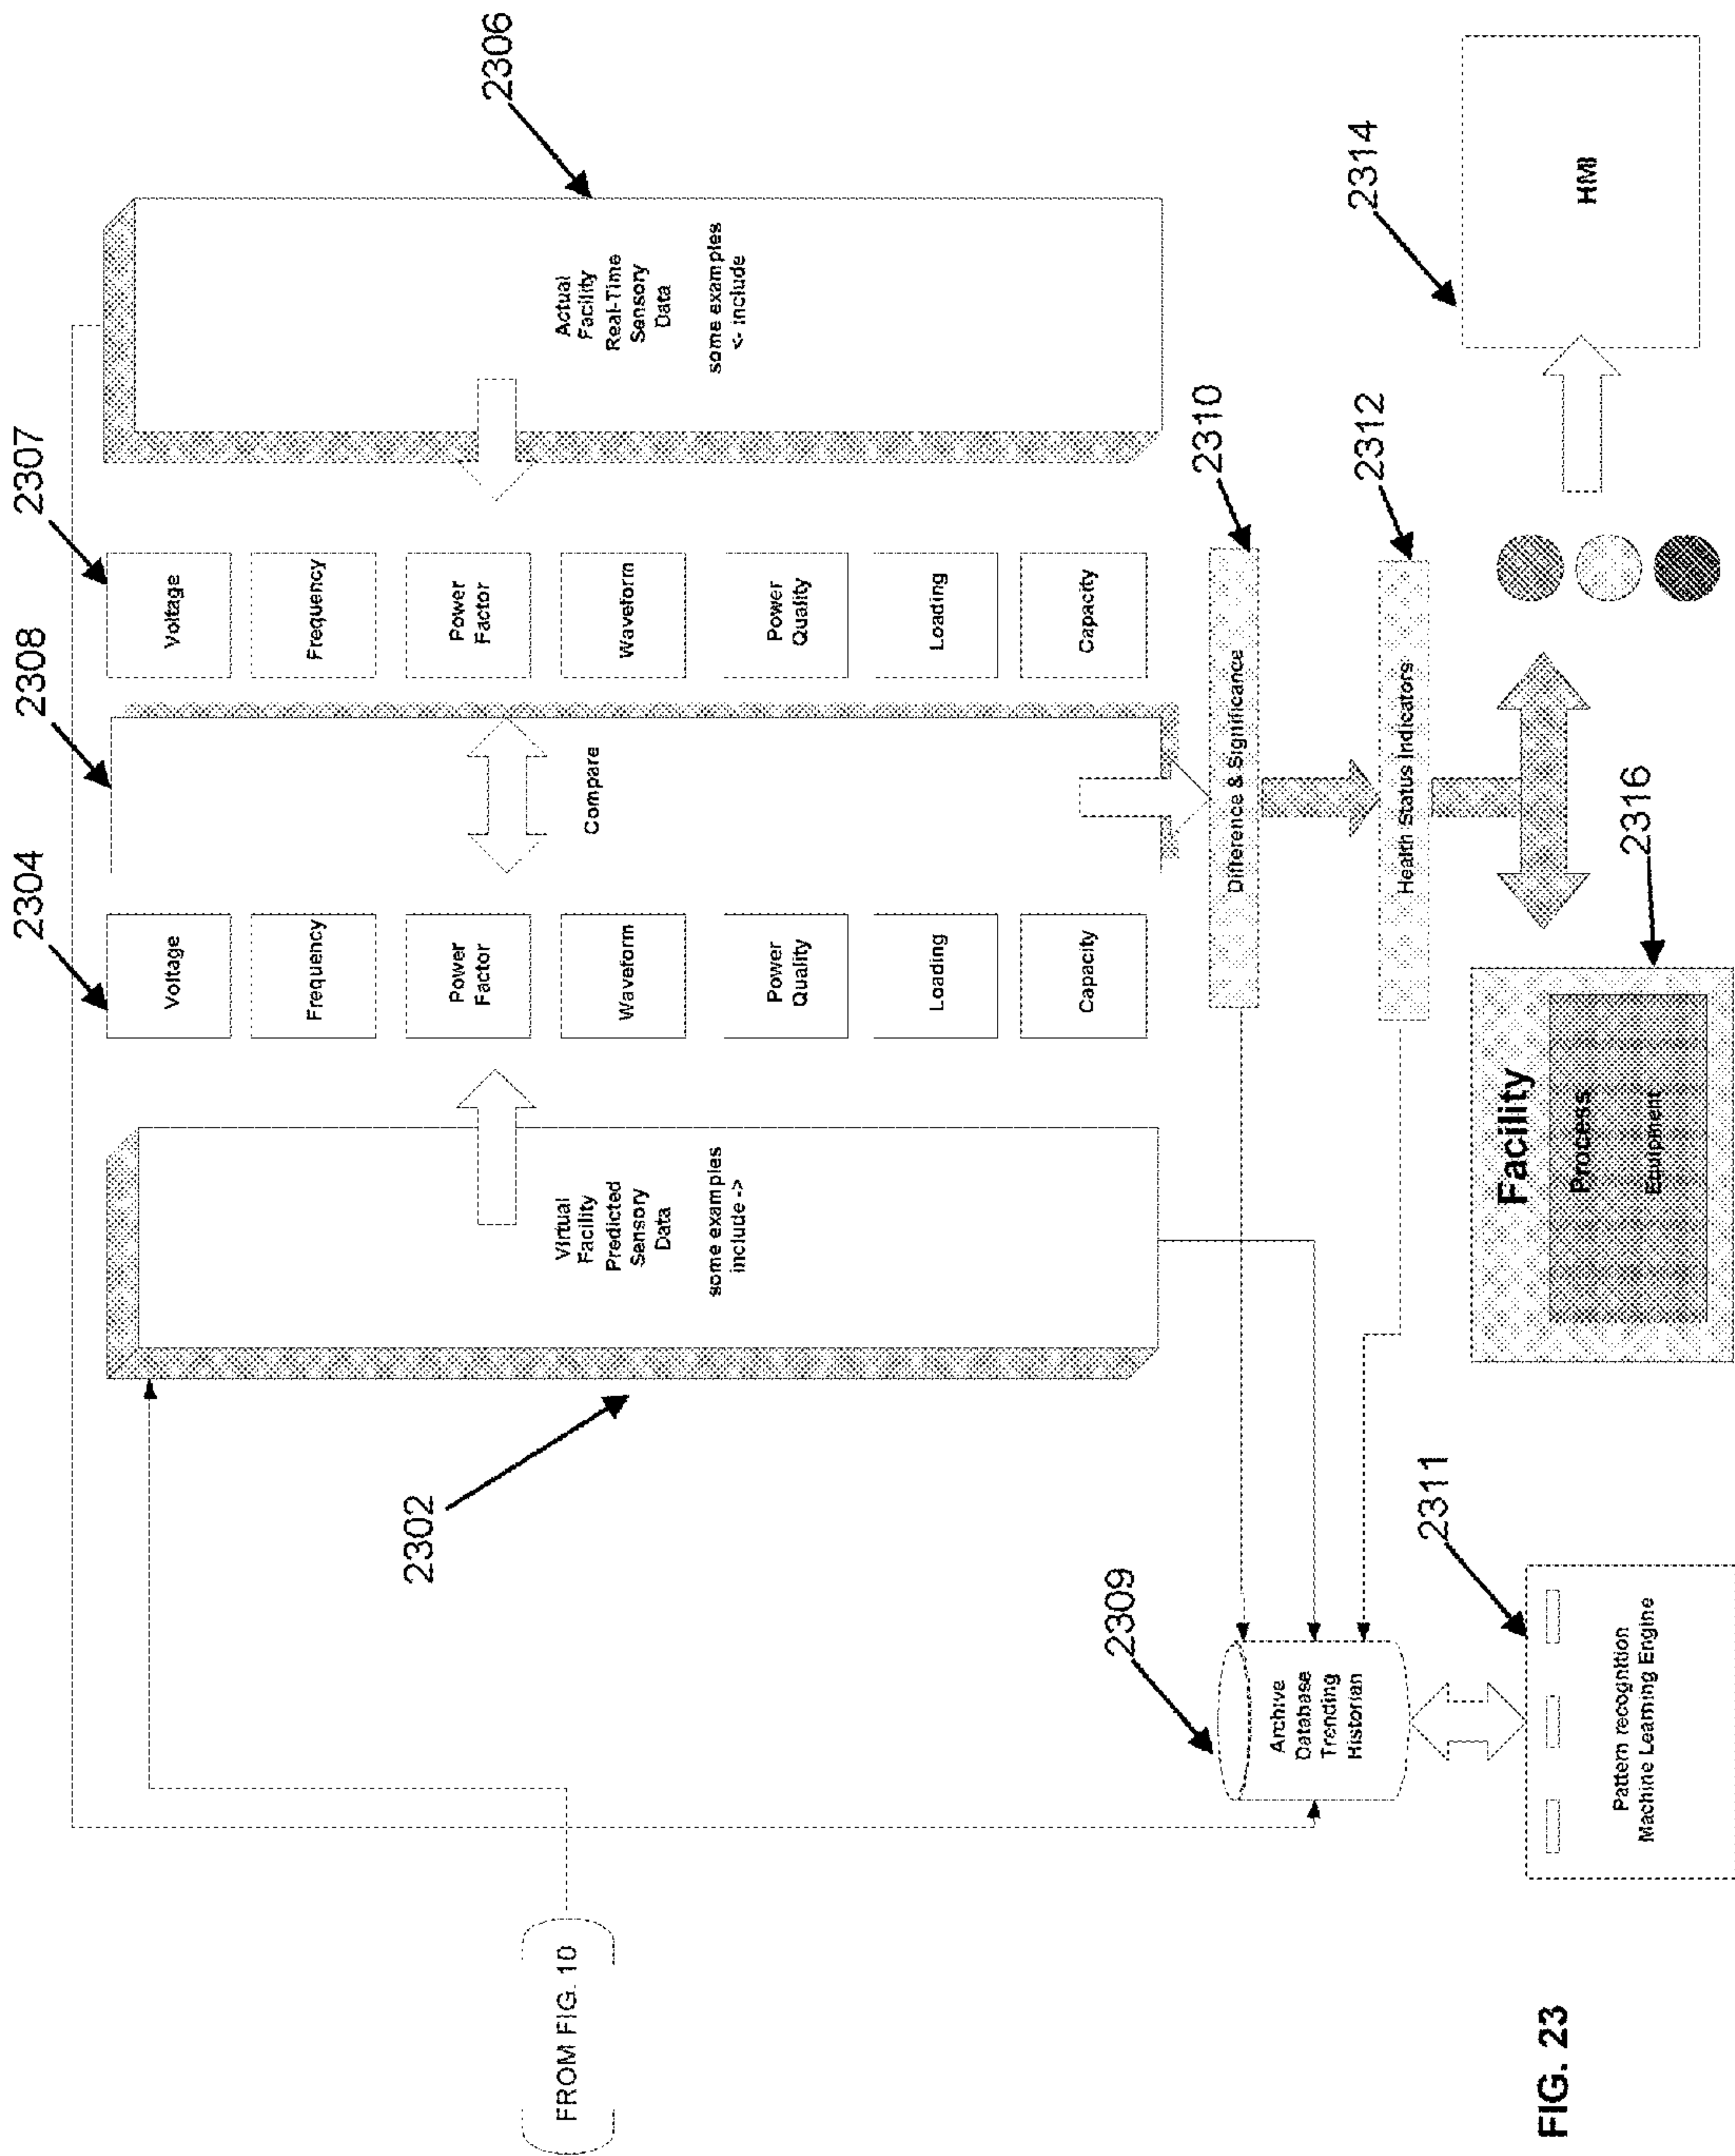 FROM FIG. 10
2302
Virtual
Facility
Predicted
Sensory
Data
some examples
include ->
2304
Voltage
Frequency
Power
Factor
Waveform
Power
Quality
Loading
Capacity
2308
Compare
2307
Voltage
Frequency
Power
Factor
Waveform
Power
Quality
Loading
Capacity
2306
Actual
Facility
Real-Time
Sensory
Data
some examples
<- include
2309
Archive
Database
Trending
Historian
2310
Difference & Significance
2312
Health Status Indicators
2311
Pattern recognition
Machine Learning Engine
2316
Facility
Process
Equipment
2314
HMI
FIG. 23